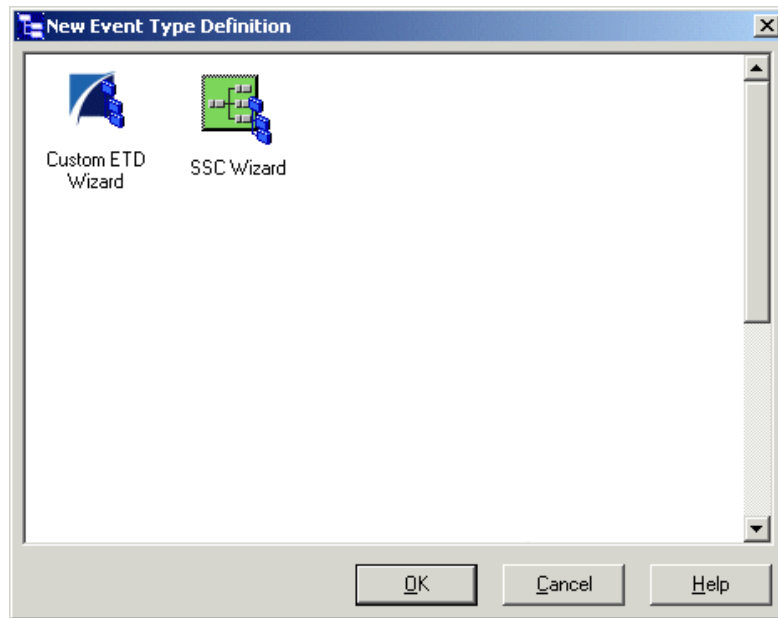 New Event Type Definition
Custom ETD
Wizard
SSC Wizard
OK
Cancel
Help